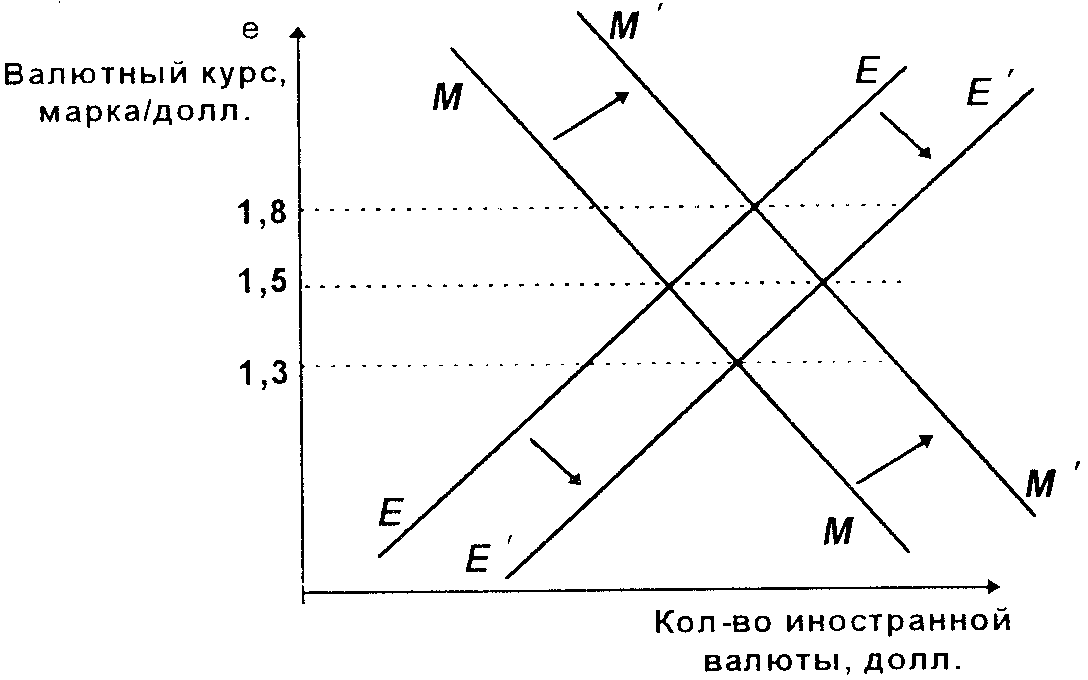 e
Валютный курс,
марка/долл.
M
M'
E
E'
1,8
1,5
1,3
E
E'
M
M'
Кол-во иностранной
валюты, долл.